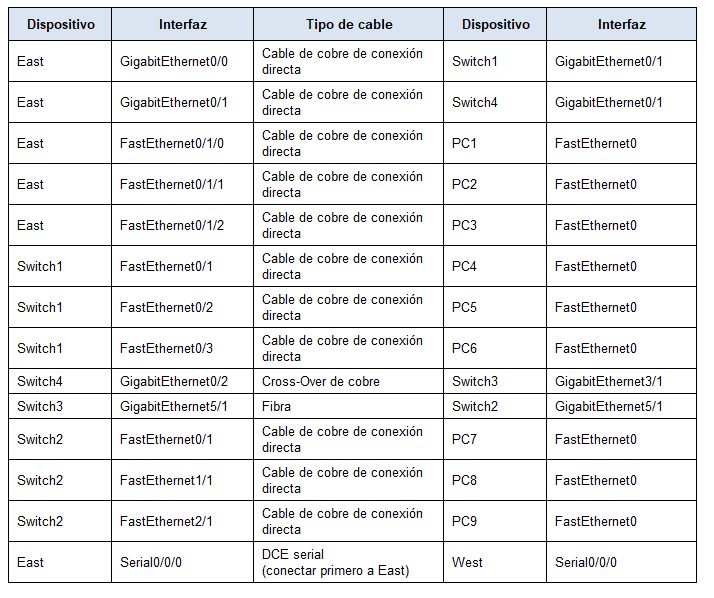 Dispositivo Interfaz Tipo de cable Dispositivo Interfaz
East GigabitEthernet0/0 Cable de cobre de conexión directa Switch1 GigabitEthernet0/1
East GigabitEthernet0/1 Cable de cobre de conexión directa Switch4 GigabitEthernet0/1
East FastEthernet0/1/0 Cable de cobre de conexión directa PC1 FastEthernet0
East FastEthernet0/1/1 Cable de cobre de conexión directa PC2 FastEthernet0
East FastEthernet0/1/2 Cable de cobre de conexión directa PC3 FastEthernet0
Switch1 FastEthernet0/1 Cable de cobre de conexión directa PC4 FastEthernet0
Switch1 FastEthernet0/2 Cable de cobre de conexión directa PC5 FastEthernet0
Switch1 FastEthernet0/3 Cable de cobre de conexión directa PC6 FastEthernet0
Switch4 GigabitEthernet0/2 Cross-Over de cobre Switch3 GigabitEthernet3/1
Switch3 GigabitEthernet5/1 Fibra Switch2 GigabitEthernet5/1
Switch2 FastEthernet0/1 Cable de cobre de conexión directa PC7 FastEthernet0
Switch2 FastEthernet1/1 Cable de cobre de conexión directa PC8 FastEthernet0
Switch2 FastEthernet2/1 Cable de cobre de conexión directa PC9 FastEthernet0
East Serial0/0/0 DCE serial (conectar primero a East) West Serial0/0/0